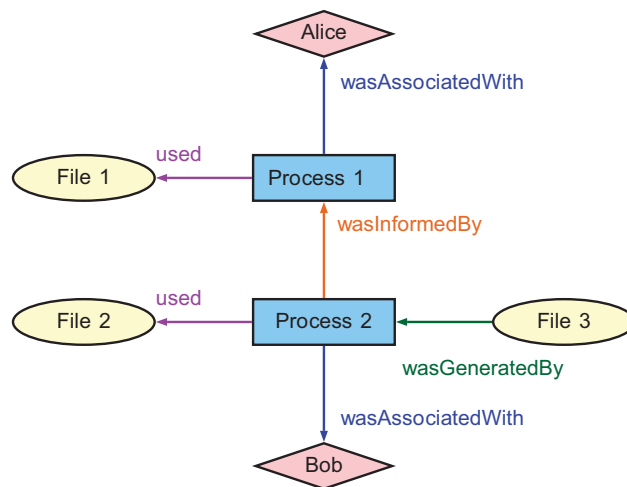 Alice
wasAssociatedWith
used
File 1
Process 1
wasInformedBy
used
File 2
Process 2
File 3
wasGeneratedBy
wasAssociatedWith
Bob